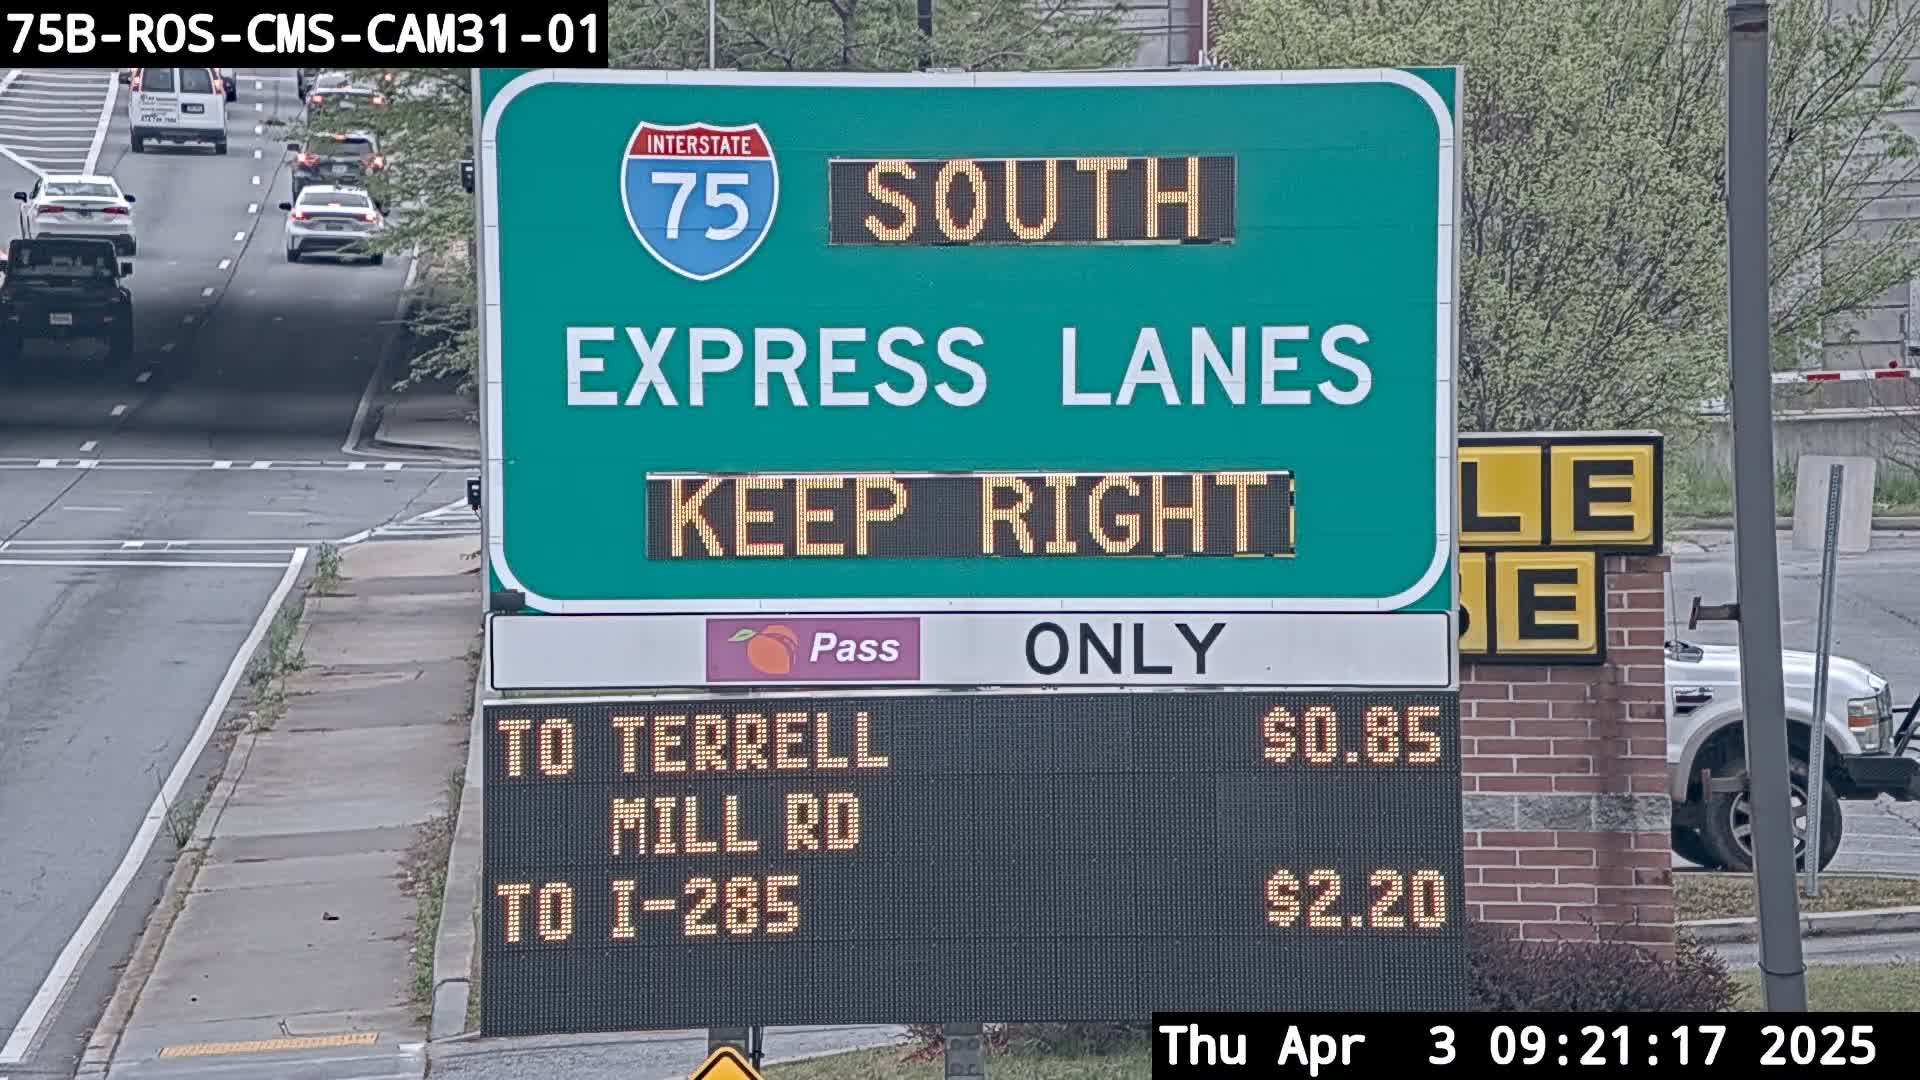 75B-ROS-CMS-CAM31-01
INTERSTATE
75
SOUTH
EXPRESS LANES
KEEP RIGHT
Pass ONLY
TO TERRELL $0.85
MILL RD
TO I-285 $2.20
LE
E
Thu Apr 3 09:21:17 2025